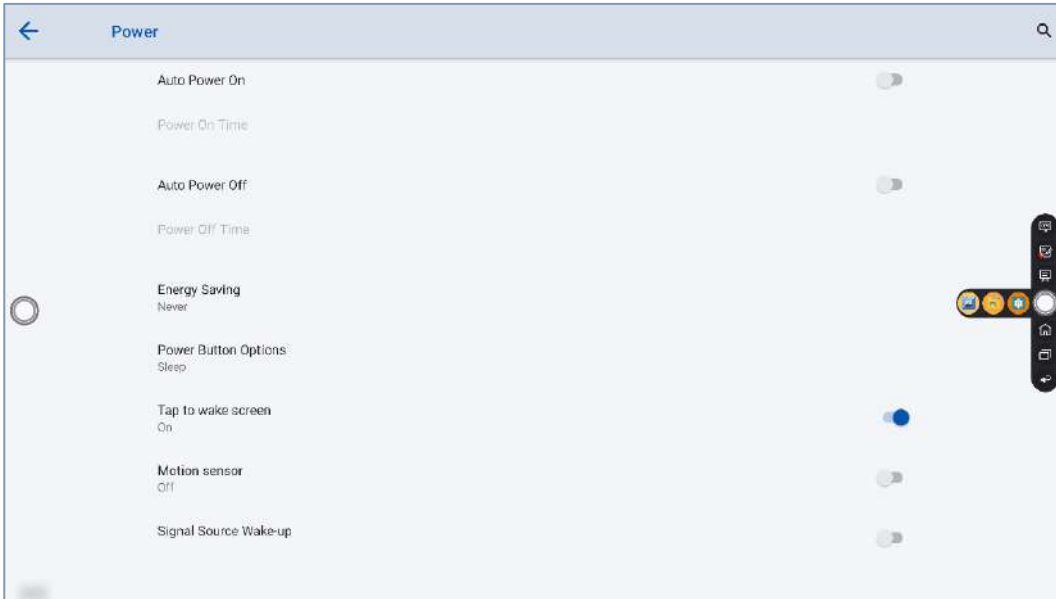 Power
Auto Power On
Power On Time
Auto Power Off
Power Off Time
Energy Saving
Never
Power Button Options
Sleep
Tap to wake screen
On
Motion sensor
Off
Signal Source Wake-up